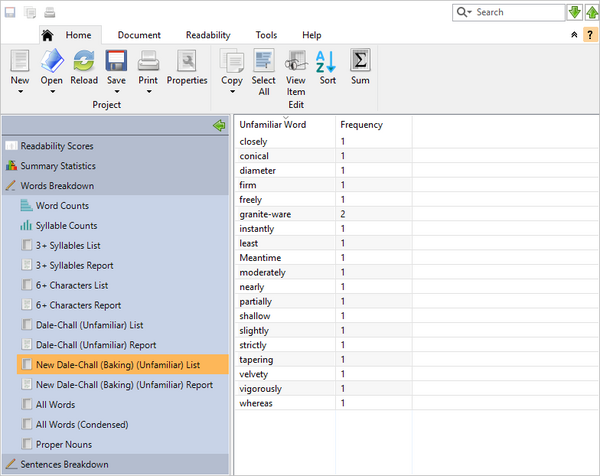 Search
Home Document Readability Tools Help ?
New Open Reload Save Print Properties Copy Select All View Item Sort Sum
Project Edit
Readability Scores
Summary Statistics
Words Breakdown
Word Counts
Syllable Counts
3+ Syllables List
3+ Syllables Report
6+ Characters List
6+ Characters Report
Dale-Chall (Unfamiliar) List
Dale-Chall (Unfamiliar) Report
New Dale-Chall (Baking) (Unfamiliar) List
New Dale-Chall (Baking) (Unfamiliar) Report
All Words
All Words (Condensed)
Proper Nouns
Sentences Breakdown
Unfamiliar Word Frequency
closely 1
conical 1
diameter 1
firm 1
freely 1
granite-ware 2
instantly 1
least 1
Meantime 1
moderately 1
nearly 1
partially 1
shallow 1
slightly 1
strictly 1
tapering 1
velvety 1
vigorously 1
whereas 1